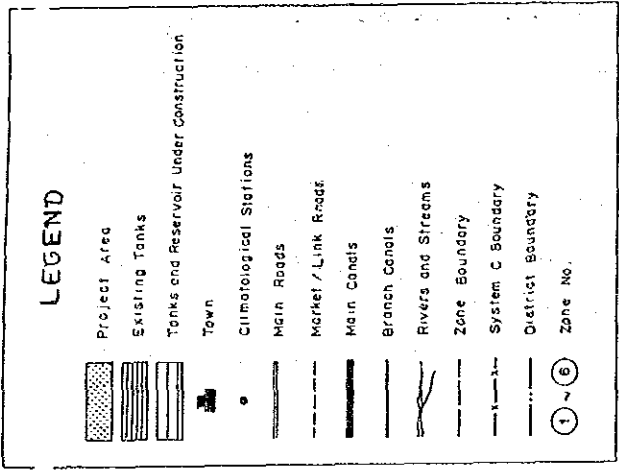 LEGEND
Project Area
Existing Tanks
Tanks and Reservoir Under Construction
Town
Climatological Stations
Main Roads
Market / Link Roads
Main Canals
Branch Canals
Rivers and Streams
Zone Boundary
System C Boundary
District Boundary
1 ~ 6 Zone No.